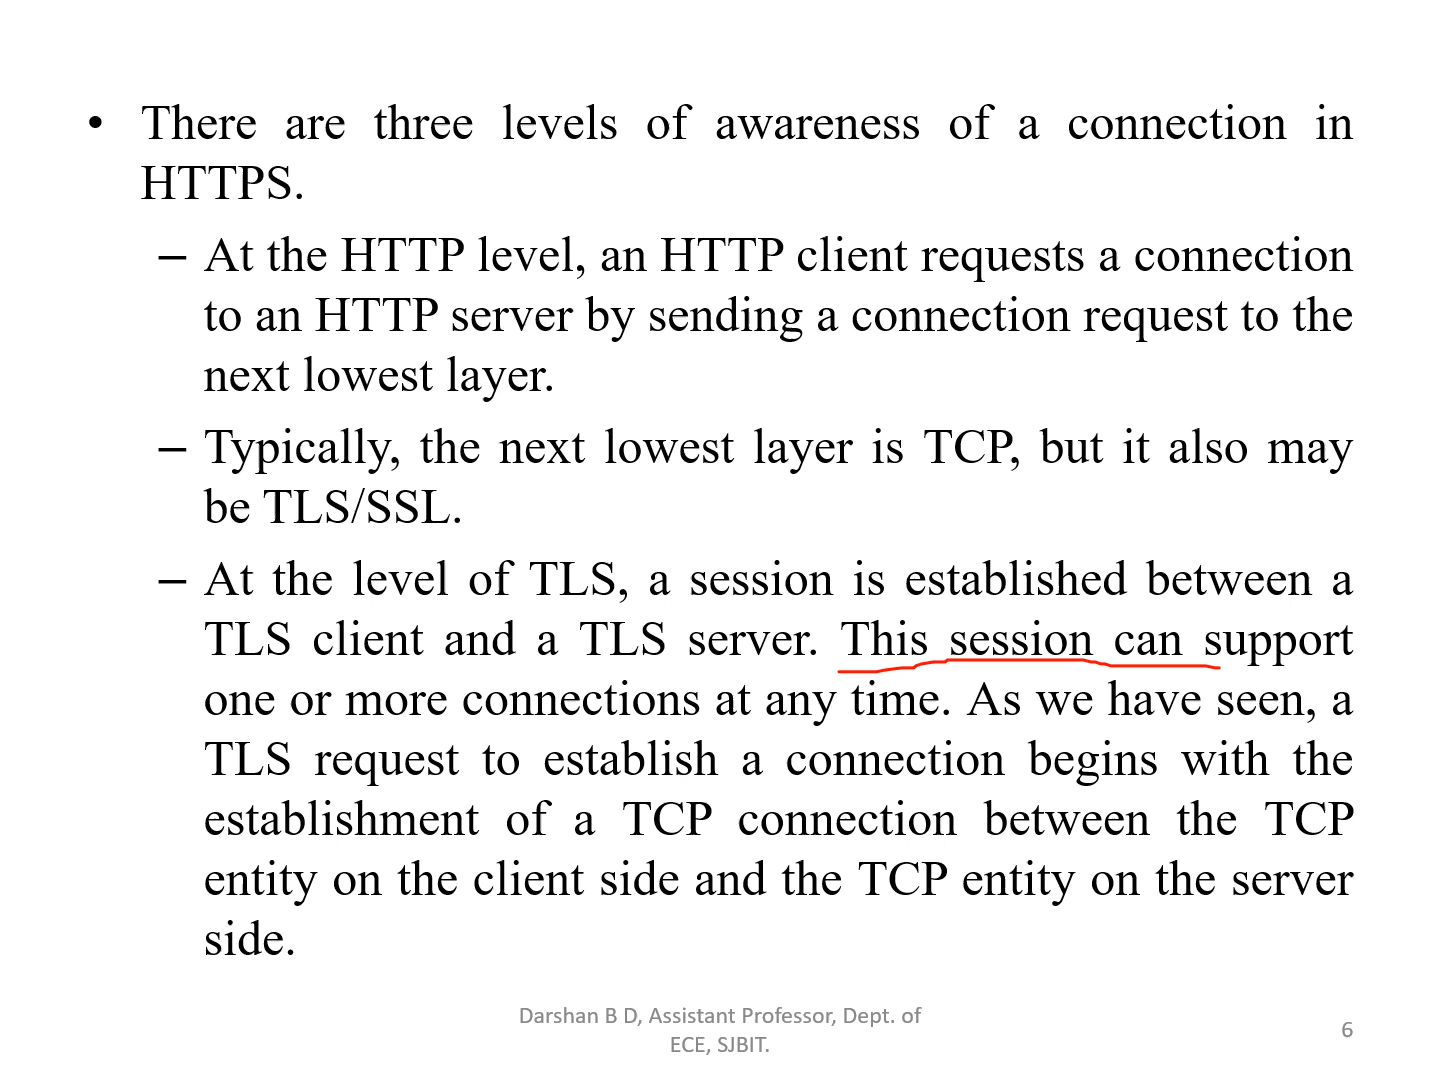 • There are three levels of awareness of a connection in
HTTPS.
– At the HTTP level, an HTTP client requests a connection
to an HTTP server by sending a connection request to the
next lowest layer.
– Typically, the next lowest layer is TCP, but it also may
be TLS/SSL.
– At the level of TLS, a session is established between a
TLS client and a TLS server. This session can support
one or more connections at any time. As we have seen, a
TLS request to establish a connection begins with the
establishment of a TCP connection between the TCP
entity on the client side and the TCP entity on the server
side.
Darshan B D, Assistant Professor, Dept. of
ECE, SJBIT.
6